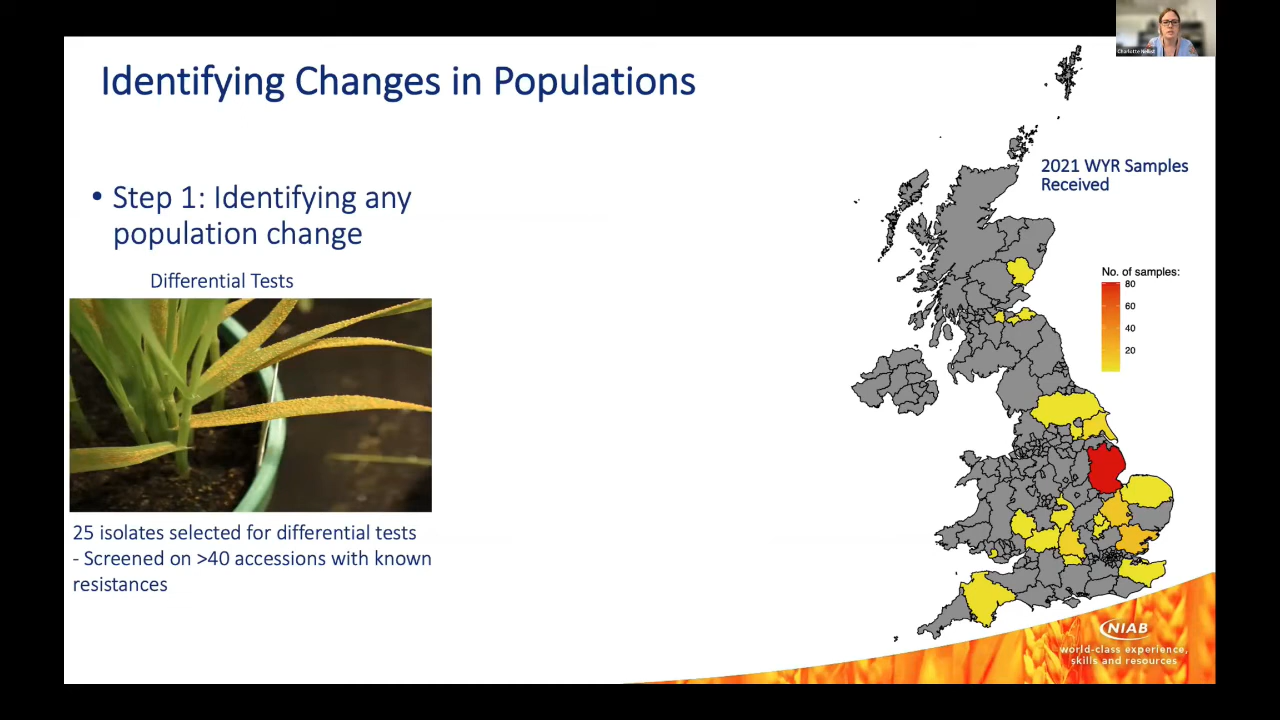 Identifying Changes in Populations
• Step 1: Identifying any
population change
Differential Tests
25 isolates selected for differential tests
- Screened on >40 accessions with known
resistances
2021 WYR Samples
Received
No. of samples:
80
60
40
20
NIAB
world-class experience,
skills and resources